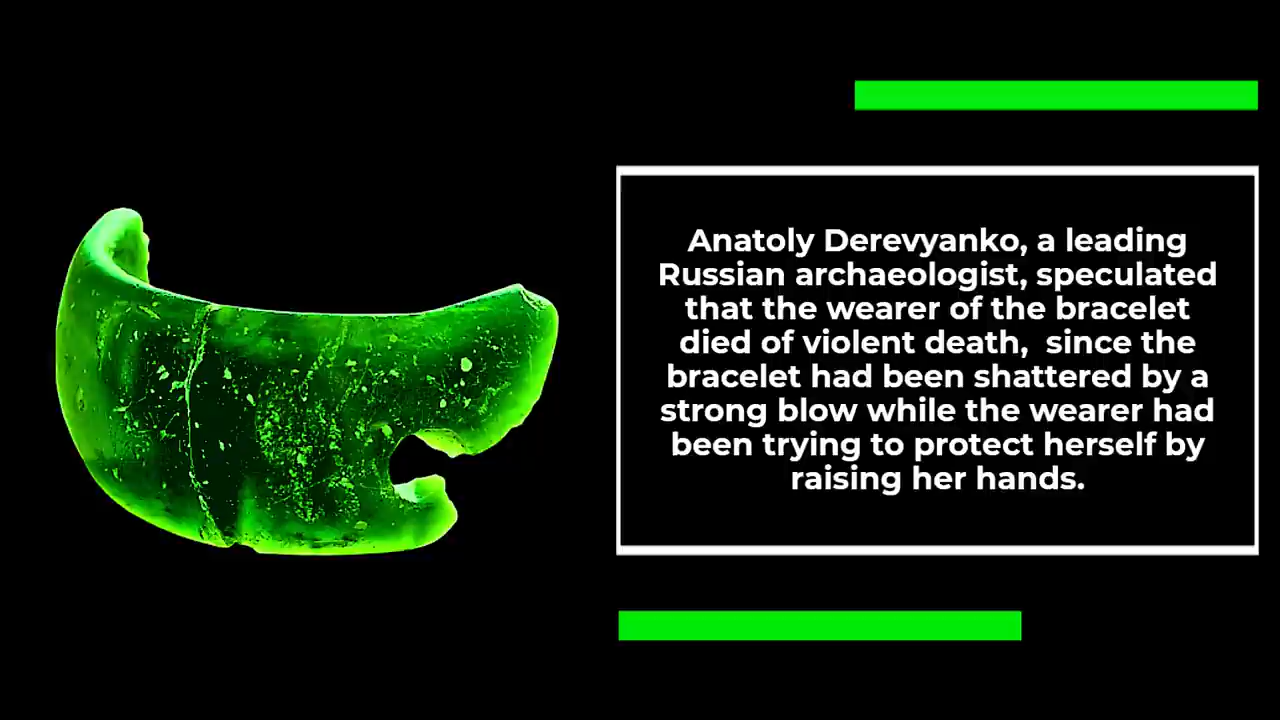 Anatoly Derevyanko, a leading
Russian archaeologist, speculated
that the wearer of the bracelet
died of violent death,  since the
bracelet had been shattered by a
strong blow while the wearer had
been trying to protect herself by
raising her hands.